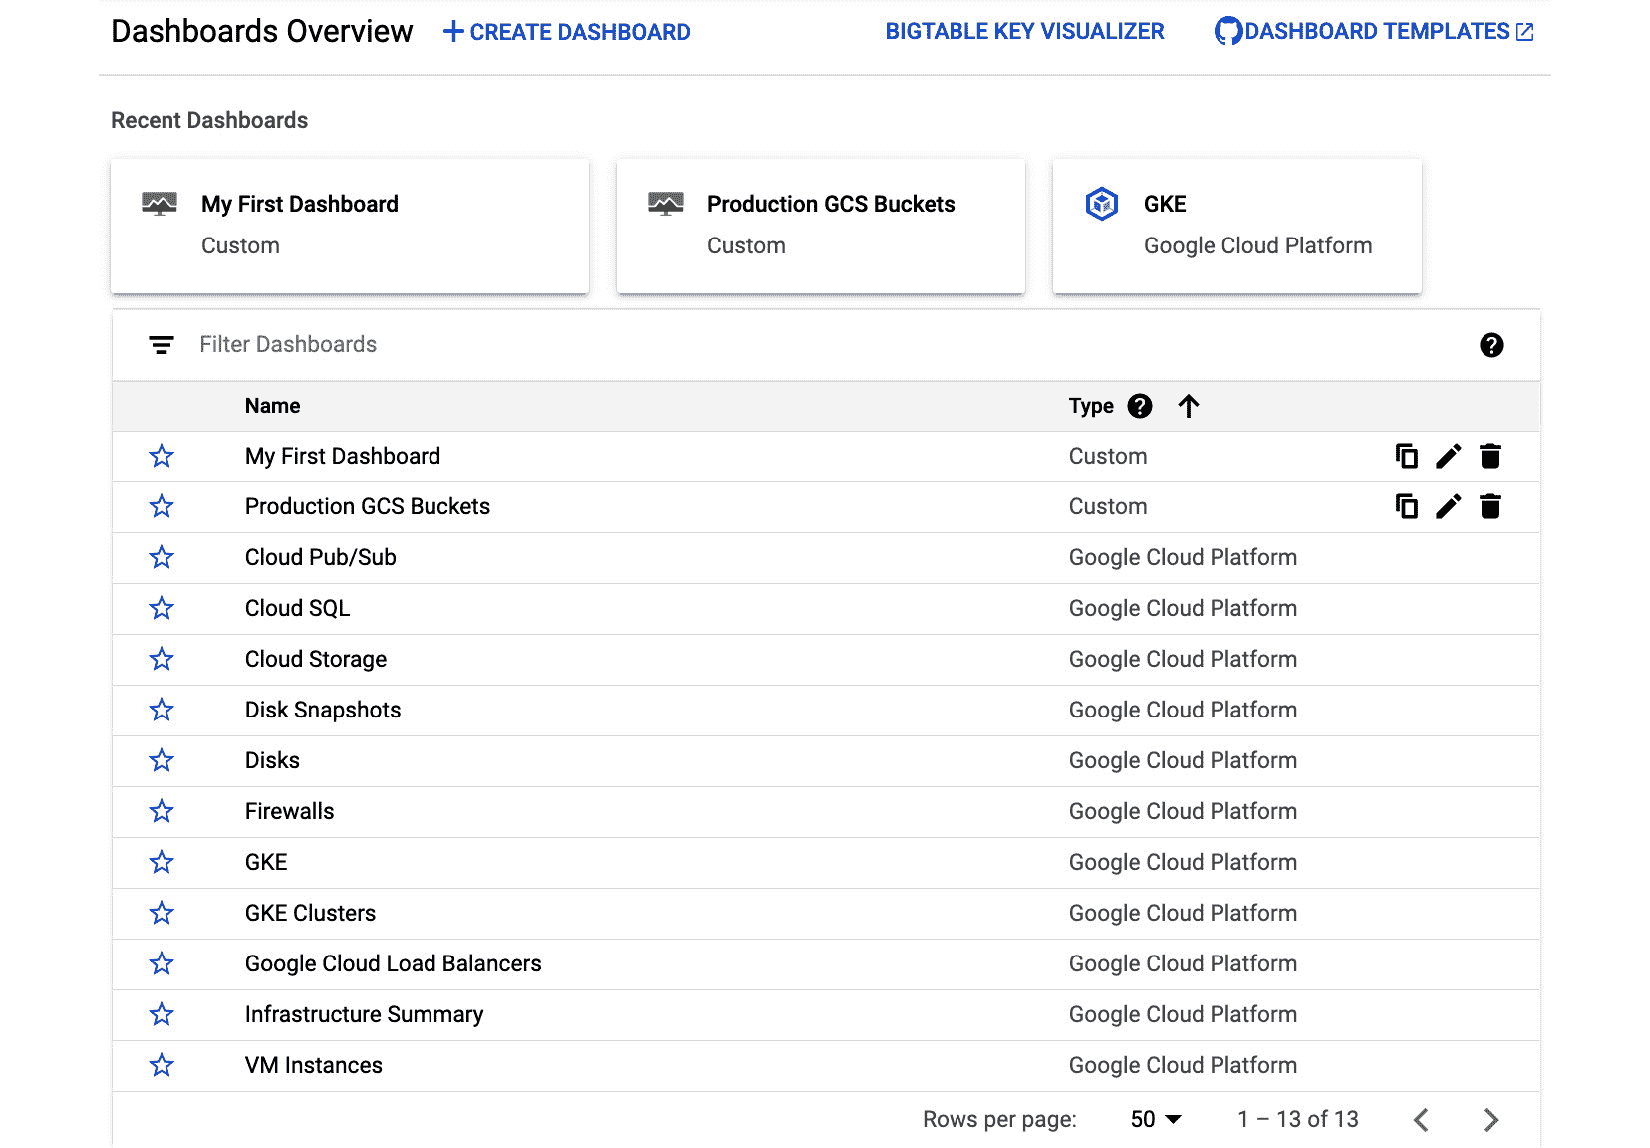 Dashboards Overview + CREATE DASHBOARD BIGTABLE KEY VISUALIZER DASHBOARD TEMPLATES
Recent Dashboards
My First Dashboard Production GCS Buckets GKE
Custom Custom Google Cloud Platform
Filter Dashboards
Name Type
My First Dashboard Custom
Production GCS Buckets Custom
Cloud Pub/Sub Google Cloud Platform
Cloud SQL Google Cloud Platform
Cloud Storage Google Cloud Platform
Disk Snapshots Google Cloud Platform
Disks Google Cloud Platform
Firewalls Google Cloud Platform
GKE Google Cloud Platform
GKE Clusters Google Cloud Platform
Google Cloud Load Balancers Google Cloud Platform
Infrastructure Summary Google Cloud Platform
VM Instances Google Cloud Platform
Rows per page: 50 1 – 13 of 13